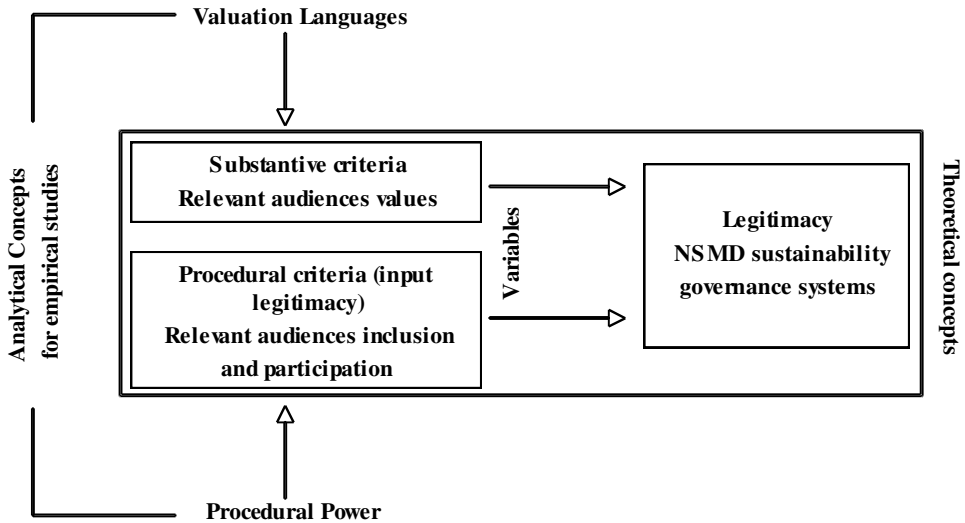 Valuation Languages
Analytical Concepts
for empirical studies
Substantive criteria
Relevant audiences values
Procedural criteria (input
legitimacy)
Relevant audiences inclusion
and participation
Variables
Legitimacy
NSMD sustainability
governance systems
Theoretical concepts
Procedural Power